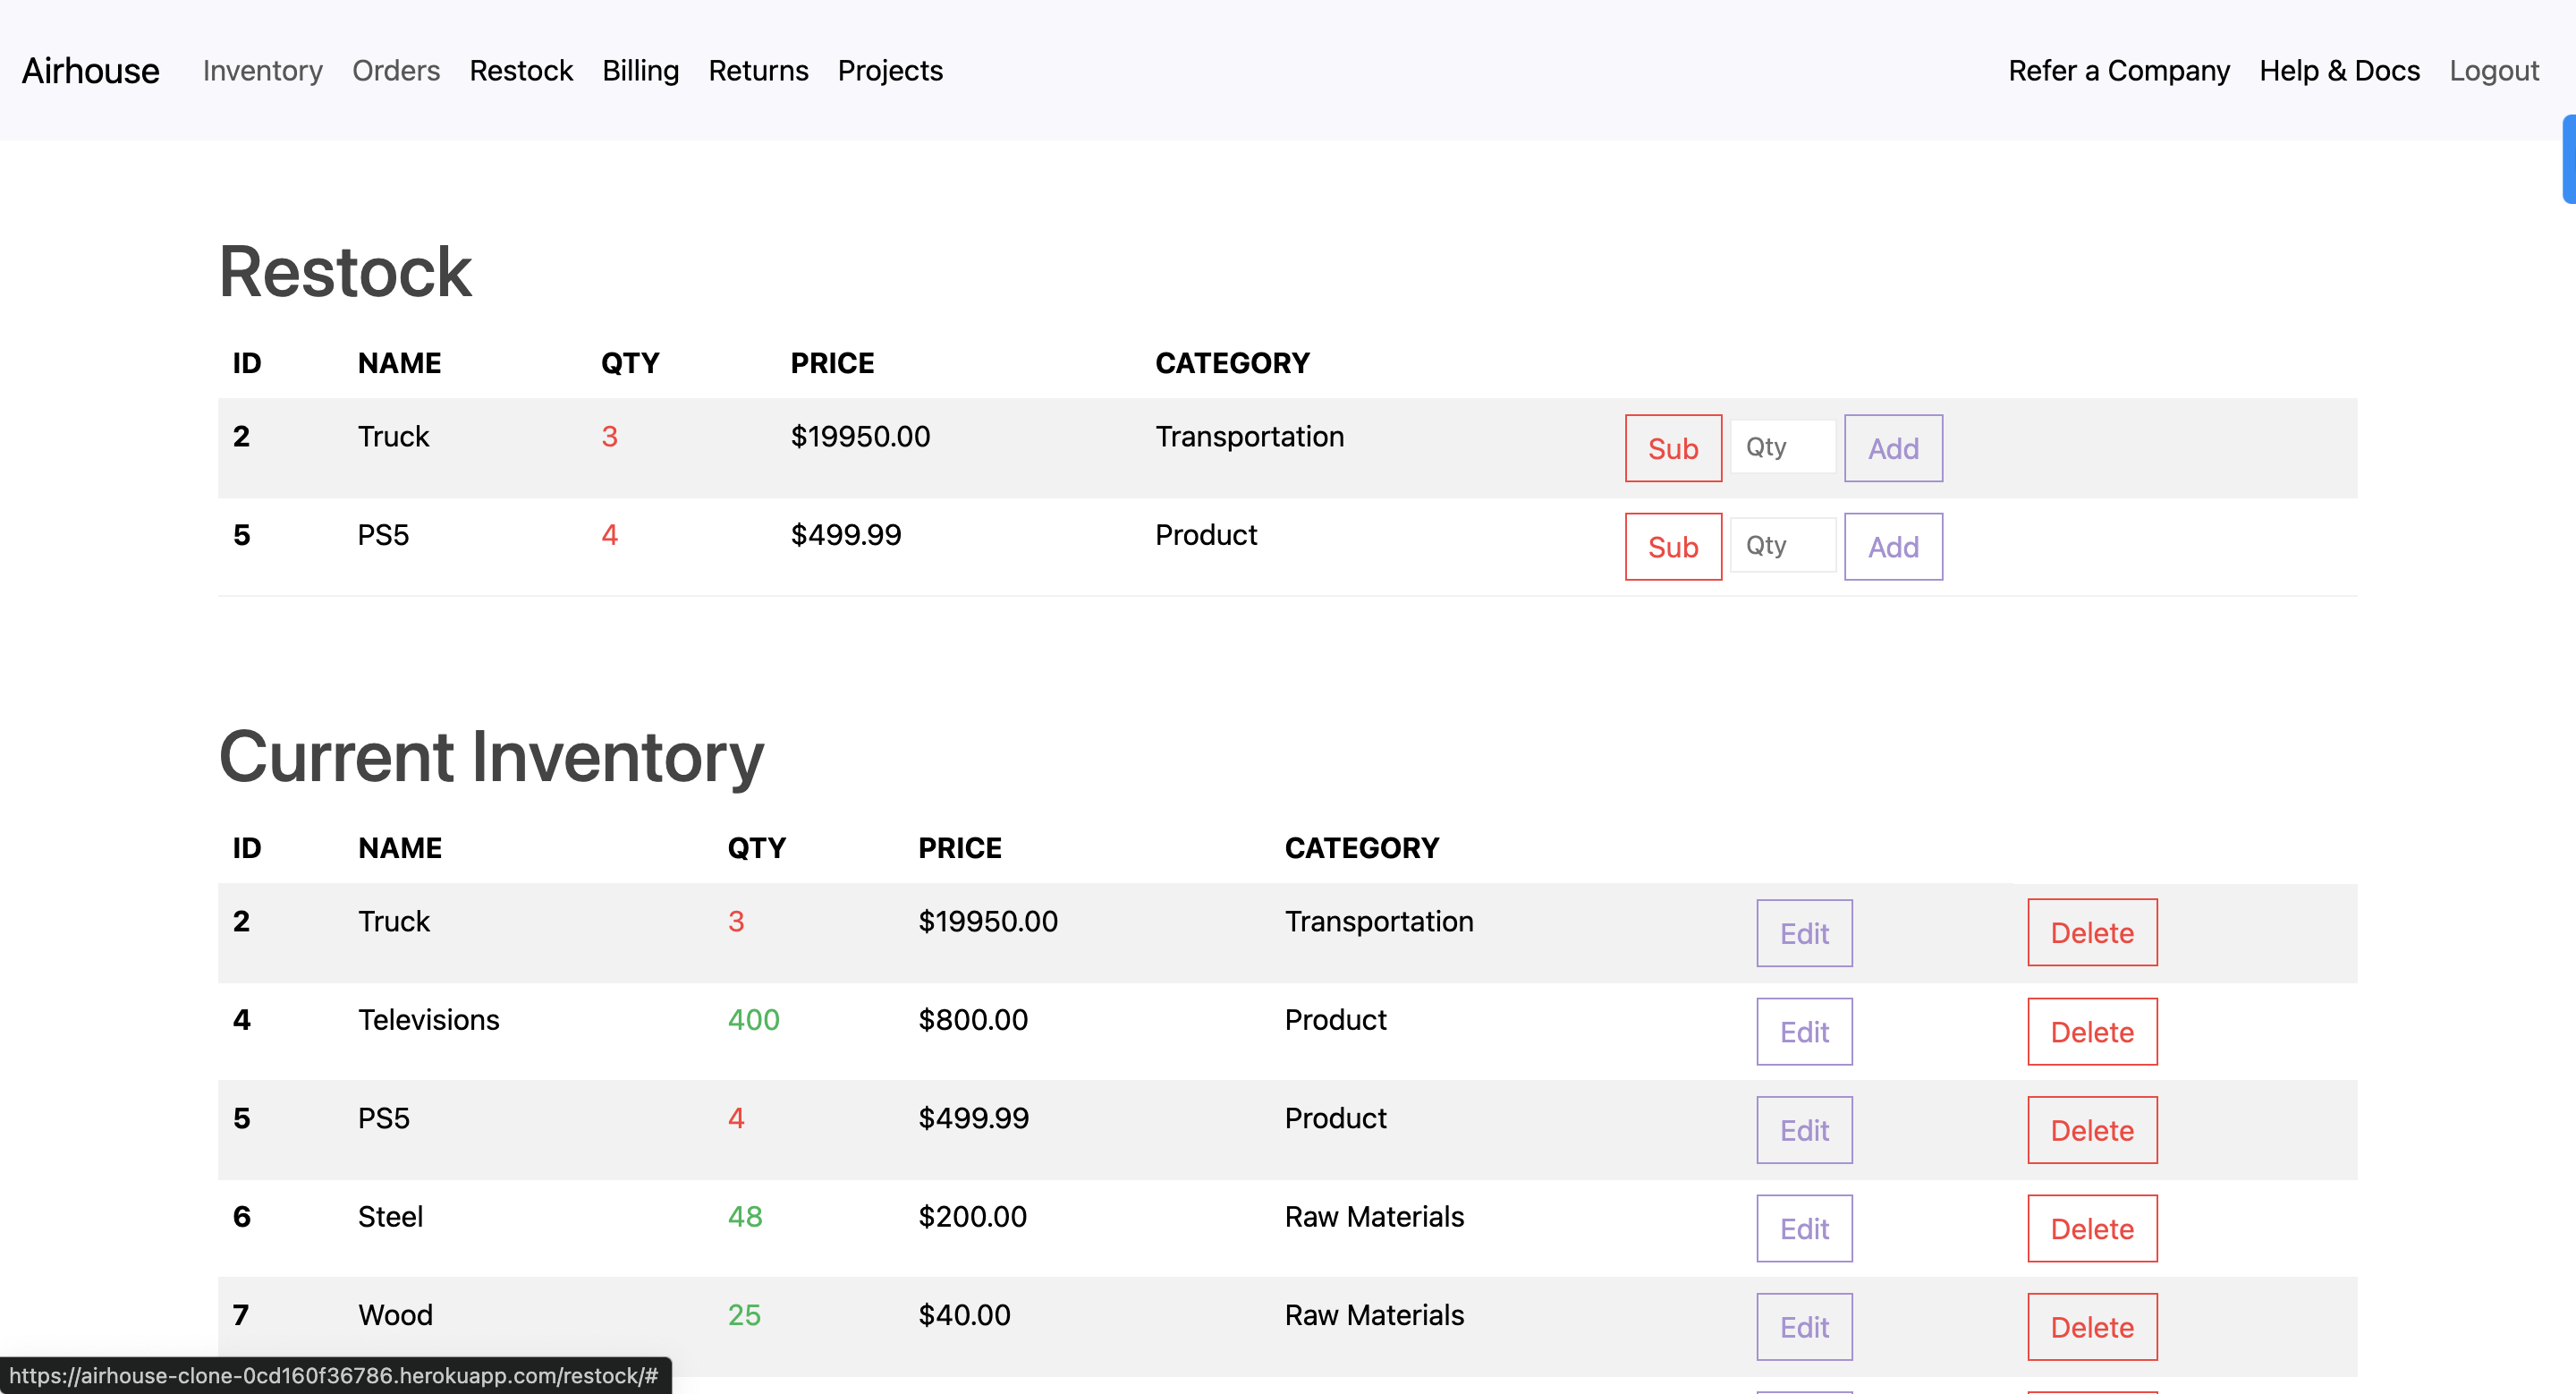 Airhouse Inventory Orders Restock Billing Returns Projects Refer a Company Help & Docs Logout
Restock
ID NAME QTY PRICE CATEGORY
2 Truck 3 $19950.00 Transportation Sub Qty Add
5 PS5 4 $499.99 Product Sub Qty Add
Current Inventory
ID NAME QTY PRICE CATEGORY
2 Truck 3 $19950.00 Transportation Edit Delete
4 Televisions 400 $800.00 Product Edit Delete
5 PS5 4 $499.99 Product Edit Delete
6 Steel 48 $200.00 Raw Materials Edit Delete
7 Wood 25 $40.00 Raw Materials Edit Delete
https://airhouse-clone-0cd160f36786.herokuapp.com/restock/#